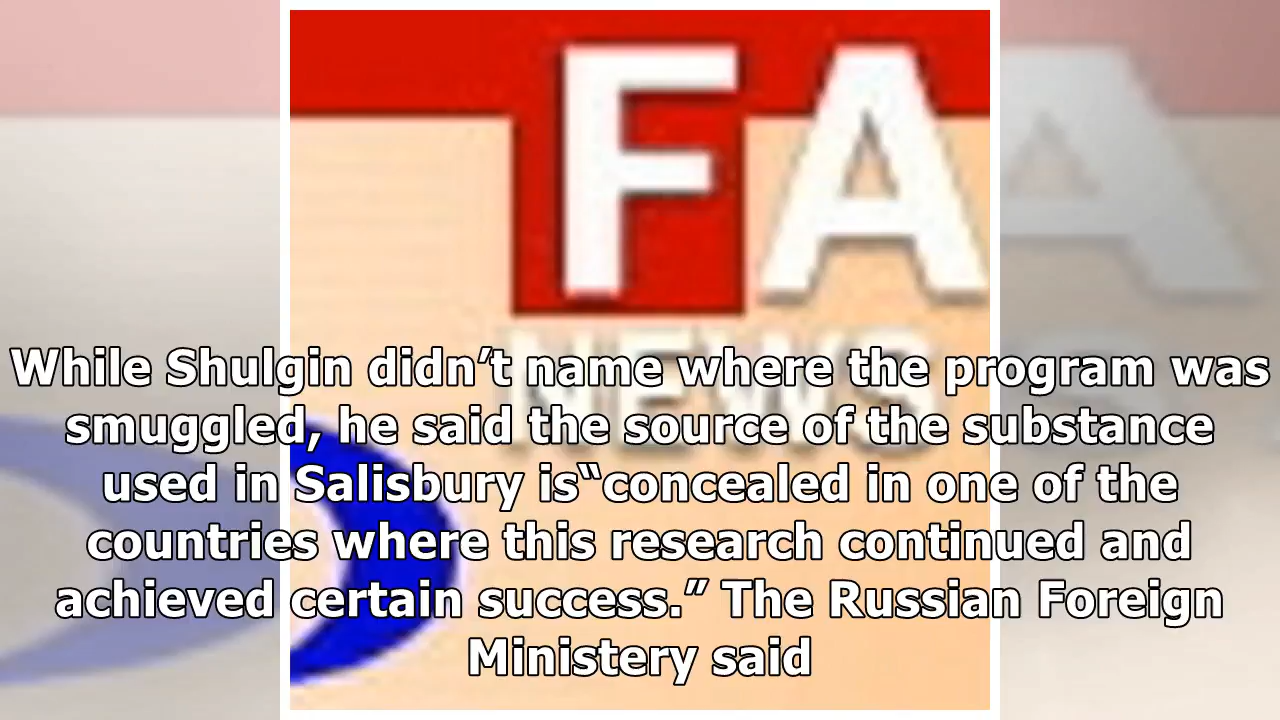 FA
NEWS
While Shulgin didn’t name where the program was
smuggled, he said the source of the substance
used in Salisbury is“concealed in one of the
countries where this research continued and
achieved certain success.” The Russian Foreign
Ministery said